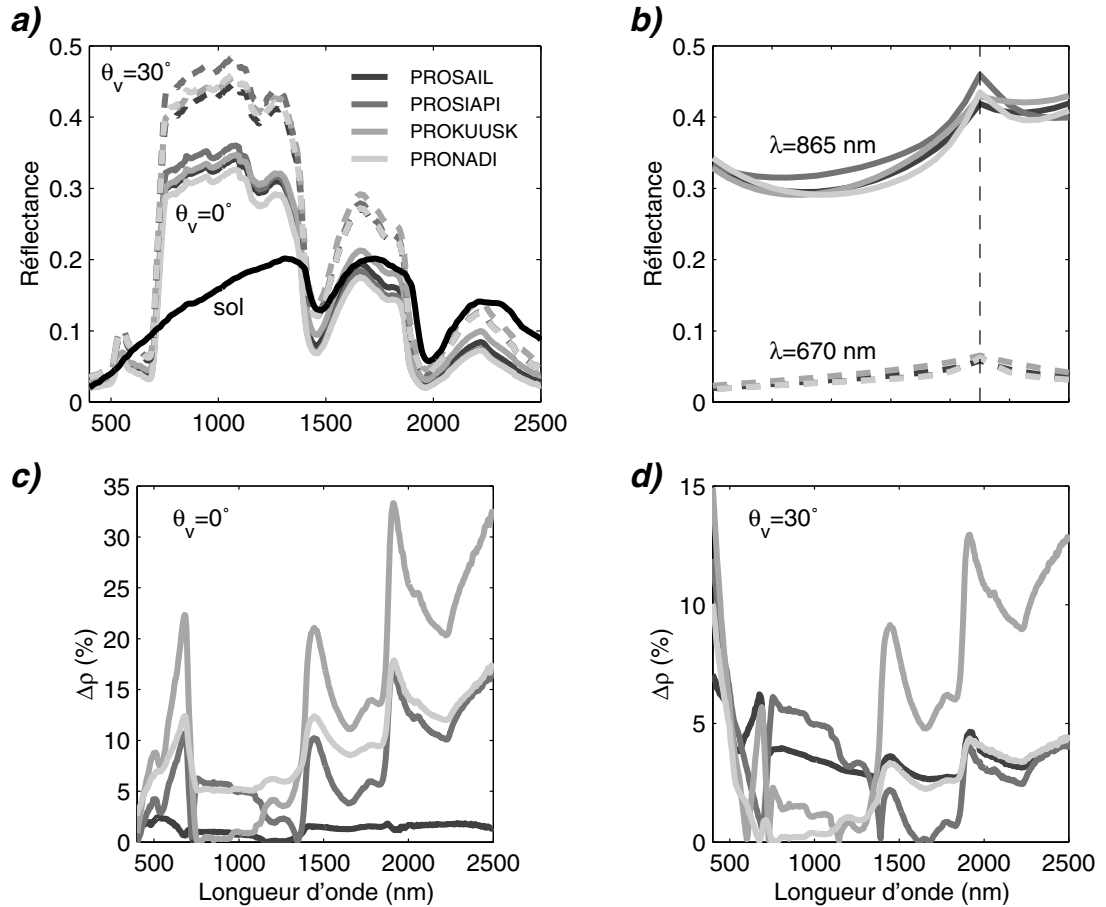 a)
0.5
0.4
0.3
0.2
0.1
0
Réflectance
θv=30°
PROSAIL
PROSIAPI
PROKUUSK
PRONADI
θv=0°
sol
500 1000 1500 2000 2500
b)
0.5
0.4
0.3
0.2
0.1
0
Réflectance
λ=865 nm
λ=670 nm
c)
35
30
25
20
15
10
5
0
Δρ (%)
θv=0°
500 1000 1500 2000 2500
Longueur d'onde (nm)
d)
15
10
5
0
Δρ (%)
θv=30°
500 1000 1500 2000 2500
Longueur d'onde (nm)